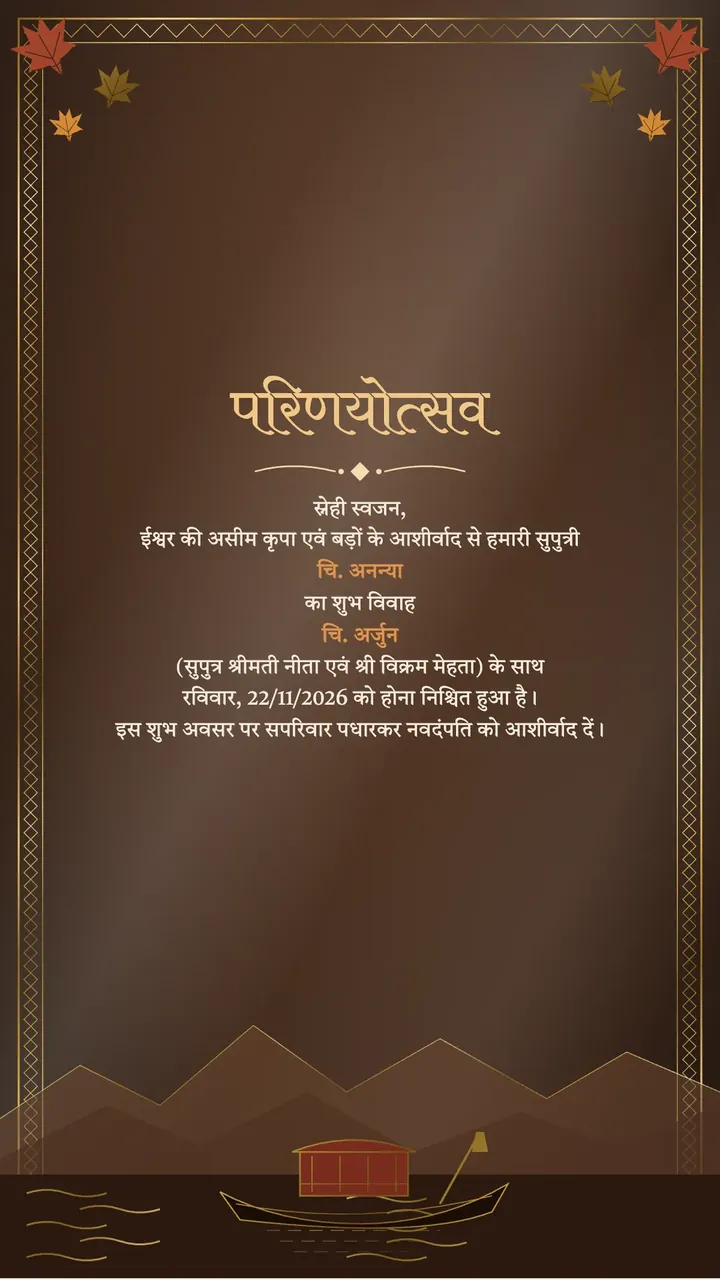 परिणयोत्सव
स्नेही स्वजन,
ईश्वर की असीम कृपा एवं बड़ों के आशीर्वाद से हमारी सुपुत्री
चि. अनन्या
का शुभ विवाह
चि. अर्जुन
(सुपुत्र श्रीमती नीता एवं श्री विक्रम मेहता) के साथ
रविवार, 22/11/2026 को होना निश्चित हुआ है।
इस शुभ अवसर पर सपरिवार पधारकर नवदंपति को आशीर्वाद दें।